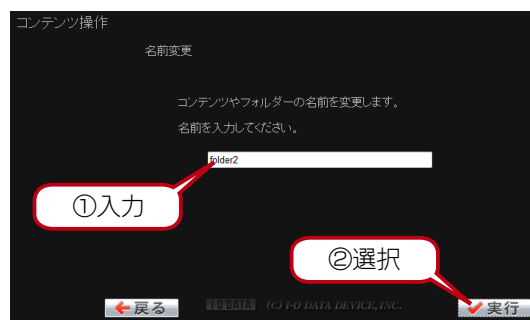 コンテンツ操作
名前変更
コンテンツやフォルダーの名前を変更します。
名前を入力してください。
folder2
①入力
②選択
戻る
I-O DATA (C) I-O DATA DEVICE, INC.
実行